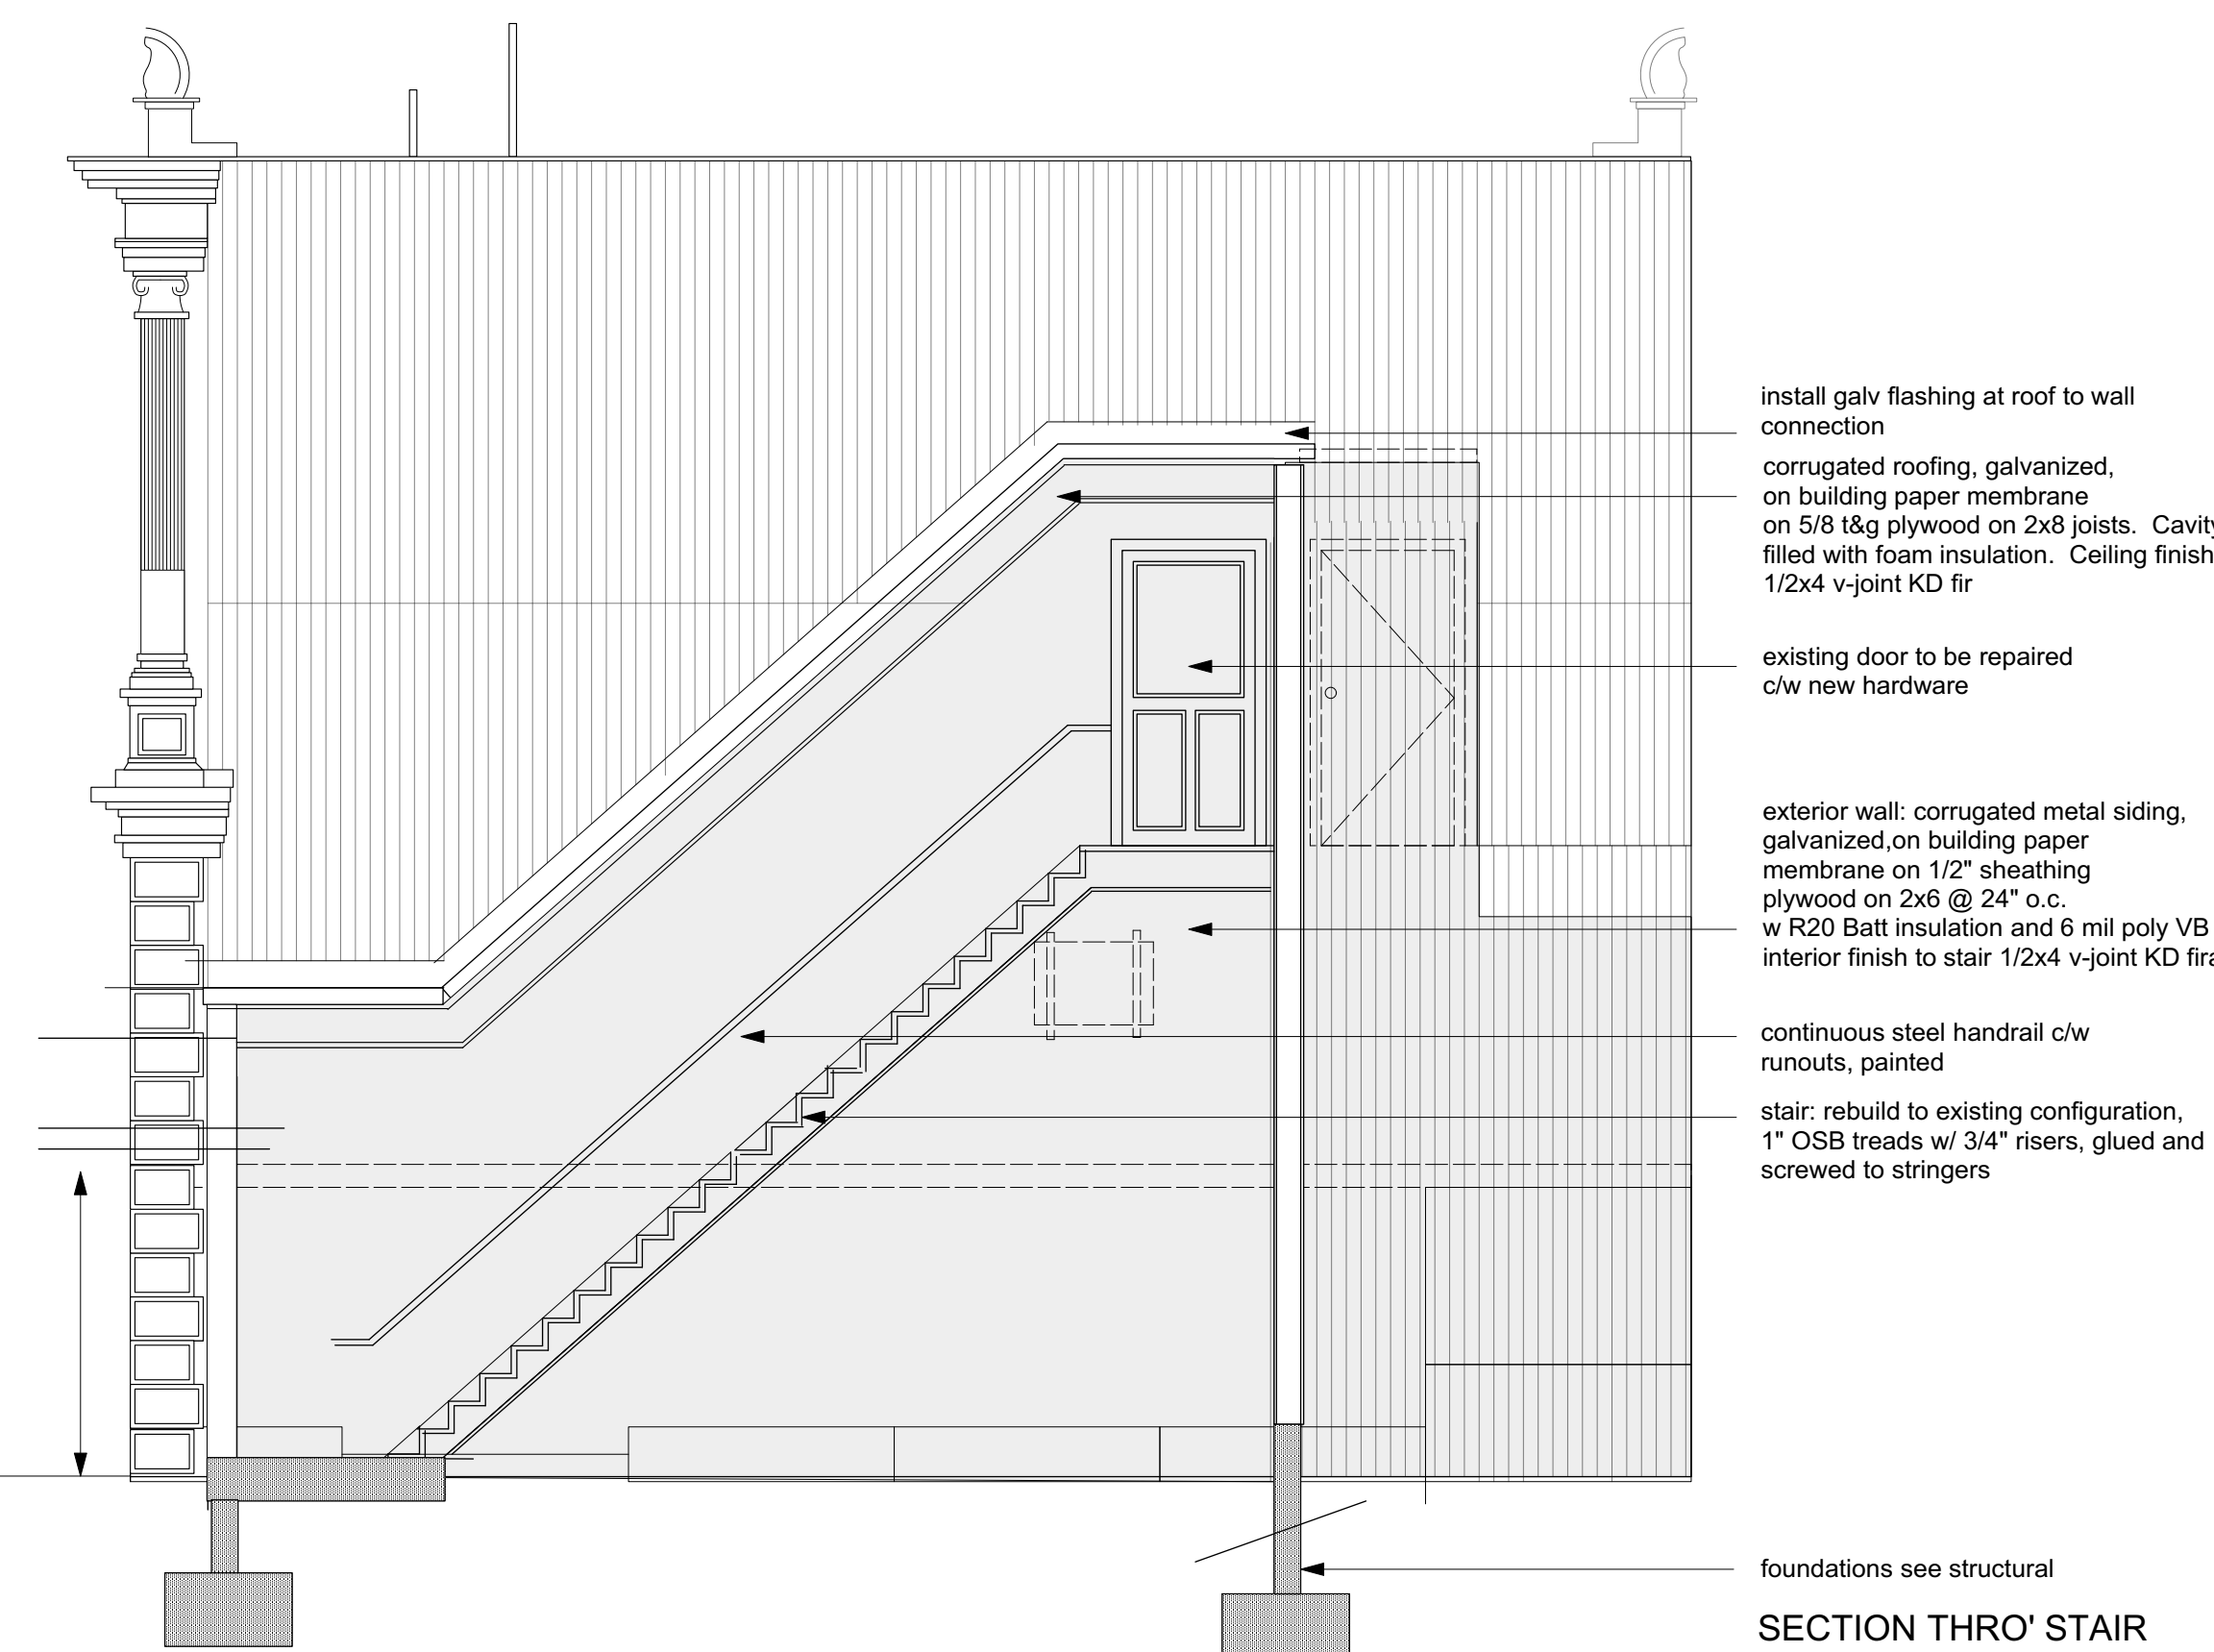 install galv flashing at roof to wall
connection
corrugated roofing, galvanized,
on building paper membrane
on 5/8 t&g plywood on 2x8 joists.  Cavity
filled with foam insulation.  Ceiling finish
1/2x4 v-joint KD fir
existing door to be repaired
c/w new hardware
exterior wall: corrugated metal siding,
galvanized,on building paper
membrane on 1/2" sheathing
plywood on 2x6 @ 24" o.c.
w R20 Batt insulation and 6 mil poly VB
interior finish to stair 1/2x4 v-joint KD fira
continuous steel handrail c/w
runouts, painted
stair: rebuild to existing configuration,
1" OSB treads w/ 3/4" risers, glued and
screwed to stringers
foundations see structural
SECTION THRO' STAIR